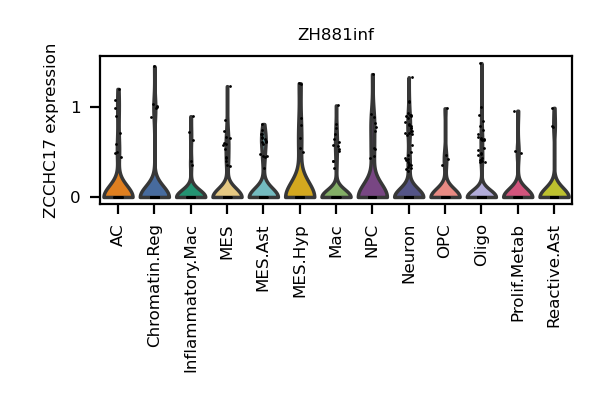 ZH881inf
ZCCHC17 expression
1
0
AC
Chromatin.Reg
Inflammatory.Mac
MES
MES.Ast
MES.Hyp
Mac
NPC
Neuron
OPC
Oligo
Prolif.Metab
Reactive.Ast